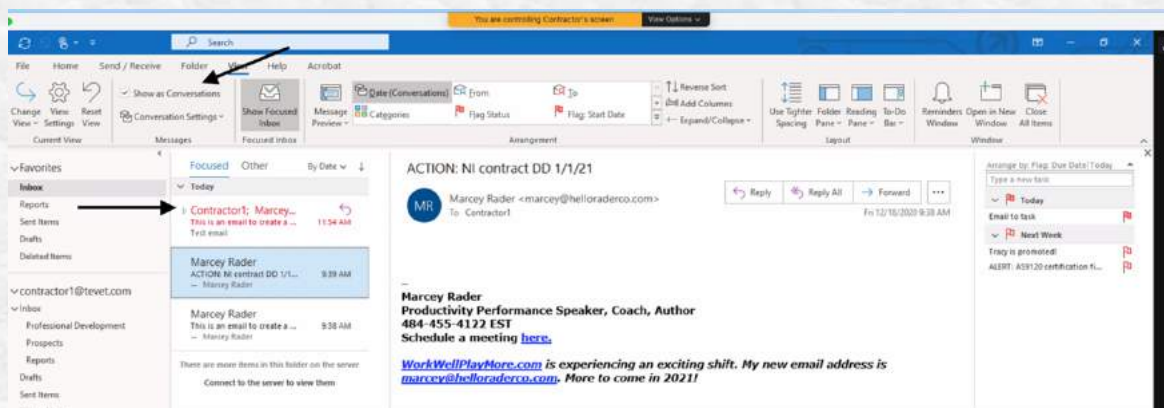 You are controlling Contractor's screen
View Options
Search
File Home Send / Receive Folder View Help Acrobat
Change View
View Settings
Reset View
Current View
Show as Conversations
Conversation Settings
Messages
Show Focused Inbox
Focused Inbox
Message Preview
Date (Conversations)
From
To
Categories
Flag Status
Flag: Start Date
Reverse Sort
Add Columns
Expand/Collapse
Arrangement
Use Tighter Spacing
Folder Pane
Reading Pane
To-Do Bar
Layout
Reminders Window
Open in New Window
Close All Items
Window
Favorites
Inbox
Reports
Sent Items
Drafts
Deleted Items
contractor1@tevet.com
Inbox
Professional Development
Prospects
Reports
Drafts
Sent Items
Focused Other By Date
Today
Contractor1; Marcey...
This is an email to create a ... 11:54 AM
Test email
Marcey Rader
ACTION: NI contract DD 1/1... 9:39 AM
— Marcey Rader
Marcey Rader
This is an email to create a ... 9:38 AM
— Marcey Rader
There are more items in this folder on the server
Connect to the server to view them
ACTION: NI contract DD 1/1/21
MR
Marcey Rader <marcey@helloraderco.com>
To Contractor1
Reply Reply All Forward
Fri 12/18/2020 9:38 AM
--
Marcey Rader
Productivity Performance Speaker, Coach, Author
484-455-4122 EST
Schedule a meeting here.
WorkWellPlayMore.com is experiencing an exciting shift. My new email address is
marcey@helloraderco.com. More to come in 2021!
Arrange by: Flag: Due Date Today
Type a new task
Today
Email to task
Next Week
Tracy is promoted!
ALERT: AS9120 certification fi...